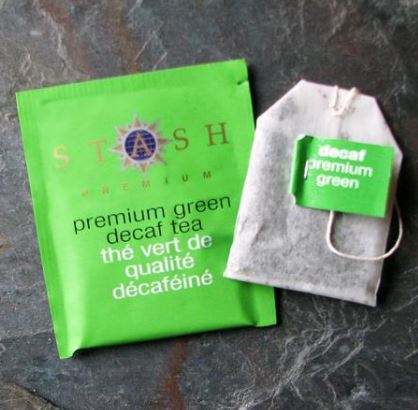 STASH
PREMIUM
premium green
decaf tea
thé vert de
qualité
décaféiné
decaf
premium
green